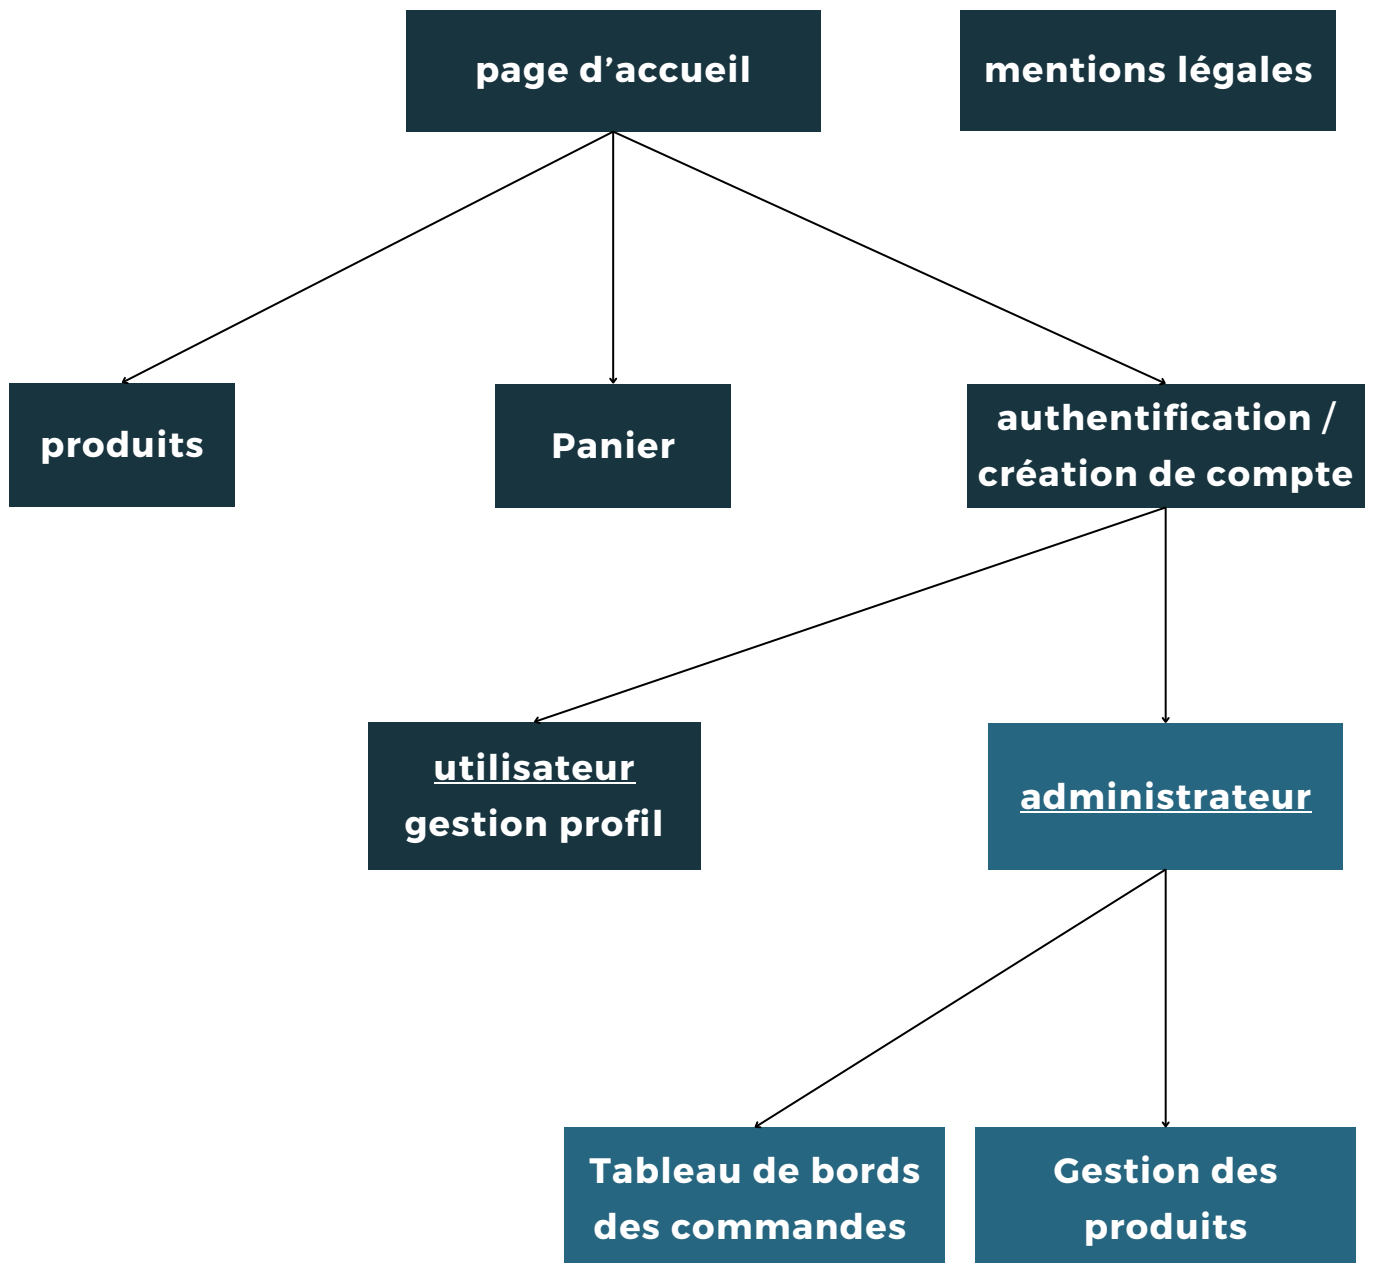 page d’accueil
mentions légales
produits
Panier
authentification /
création de compte
utilisateur
gestion profil
administrateur
Tableau de bords
des commandes
Gestion des
produits